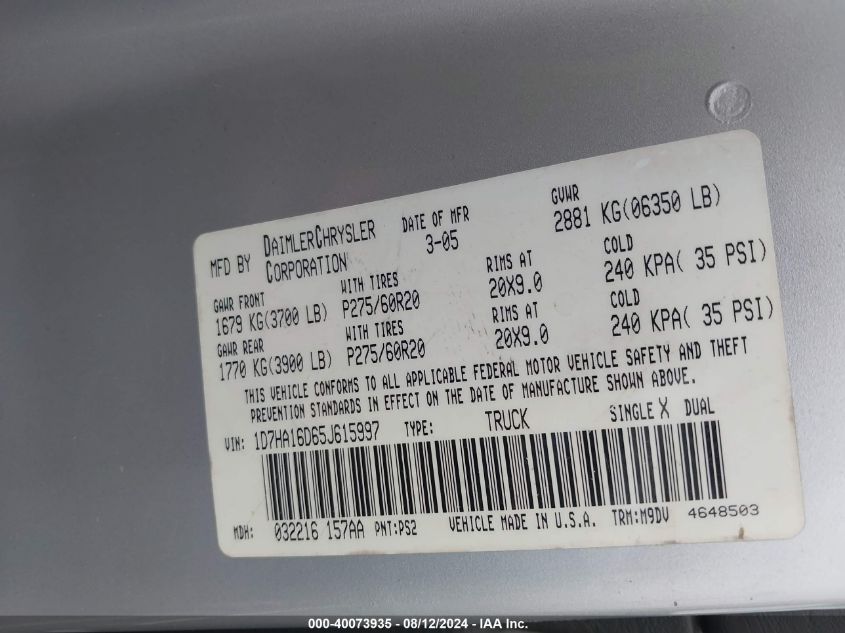 MFD BY DAIMLERCHRYSLER CORPORATION DATE OF MFR 3-05 GVWR 2881 KG(06350 LB)
GAWR FRONT WITH TIRES RIMS AT COLD
1679 KG(3700 LB) P275/60R20 20X9.0 240 KPA( 35 PSI)
GAWR REAR WITH TIRES RIMS AT COLD
1770 KG(3900 LB) P275/60R20 20X9.0 240 KPA( 35 PSI)
THIS VEHICLE CONFORMS TO ALL APPLICABLE FEDERAL MOTOR VEHICLE SAFETY AND THEFT
PREVENTION STANDARDS IN EFFECT ON THE DATE OF MANUFACTURE SHOWN ABOVE.
VIN: 1D7HA16D65J615997 TYPE: TRUCK SINGLE X DUAL
MDH: 032216 157AA PNT:PS2 VEHICLE MADE IN U.S.A. TRM:M9DV 4648503
000-40073935 - 08/12/2024 - IAA Inc.